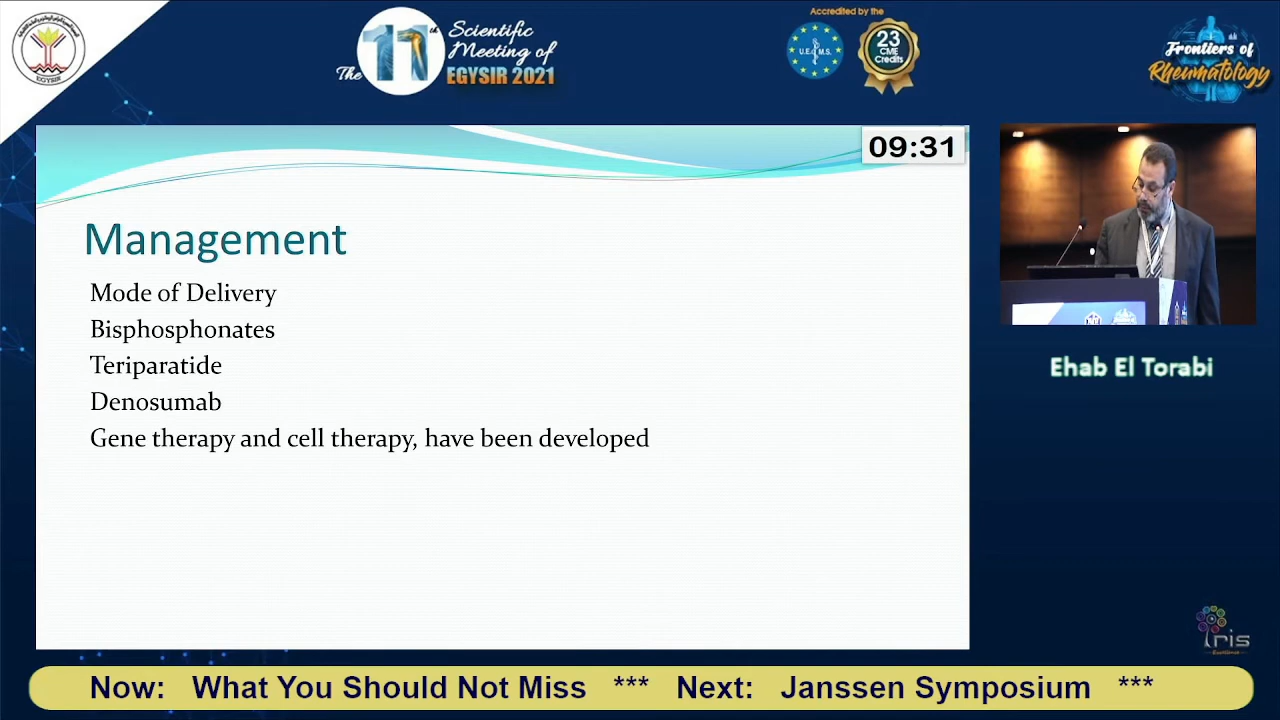 EGYSIR
The 11th
Scientific
Meeting of
EGYSIR 2021
Accredited by the
U.E.M.S.
23
CME
Credits
Frontiers of
Rheumatology
09:31
Management
Mode of Delivery
Bisphosphonates
Teriparatide
Denosumab
Gene therapy and cell therapy, have been developed
Ehab El Torabi
Iris
Now: What You Should Not Miss *** Next: Janssen Symposium ***